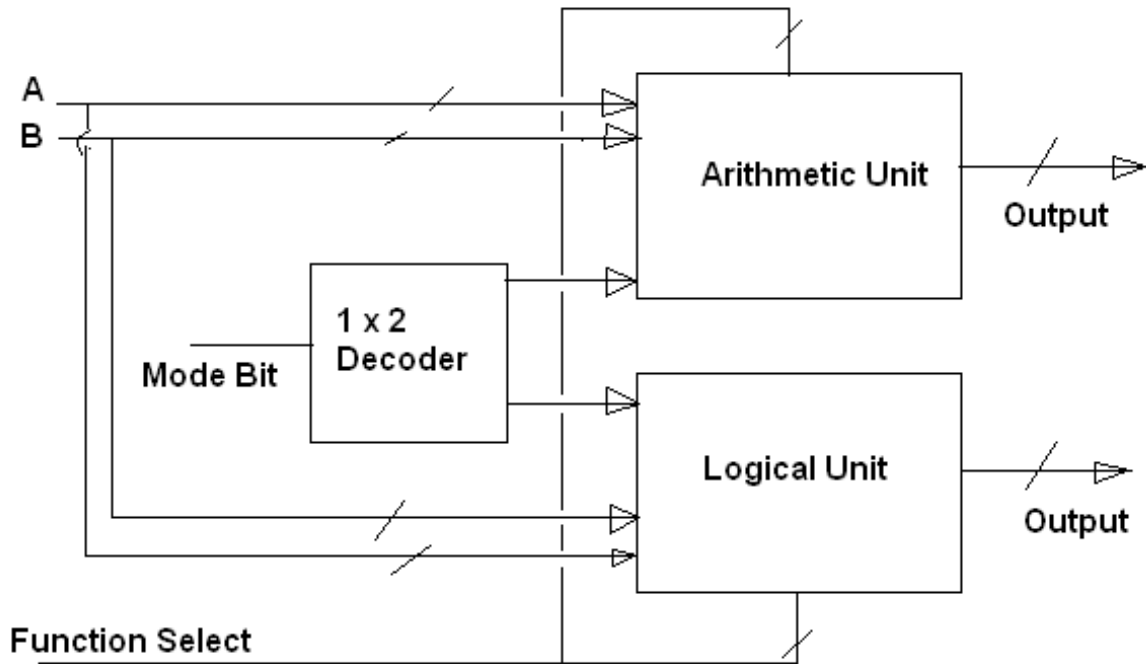 A
B
Arithmetic Unit
Output
1 x 2
Decoder
Mode Bit
Logical Unit
Output
Function Select